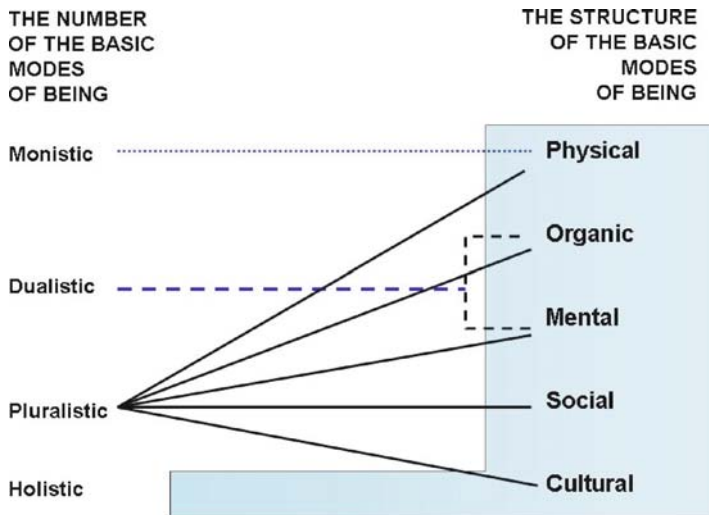 THE NUMBER
OF THE BASIC
MODES
OF BEING
THE STRUCTURE
OF THE BASIC
MODES
OF BEING
Monistic
Physical
Organic
Dualistic
Mental
Pluralistic
Social
Holistic
Cultural